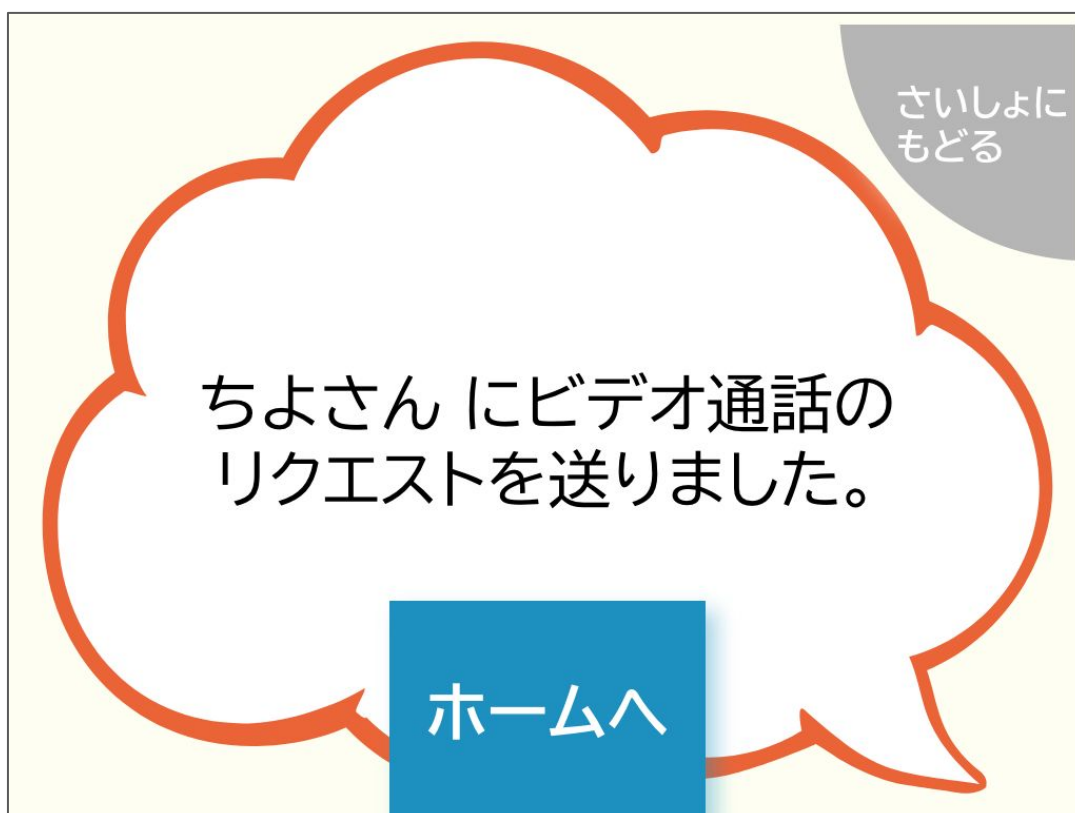 さいしょに
もどる
ちよさん にビデオ通話の
リクエストを送りました。
ホームへ